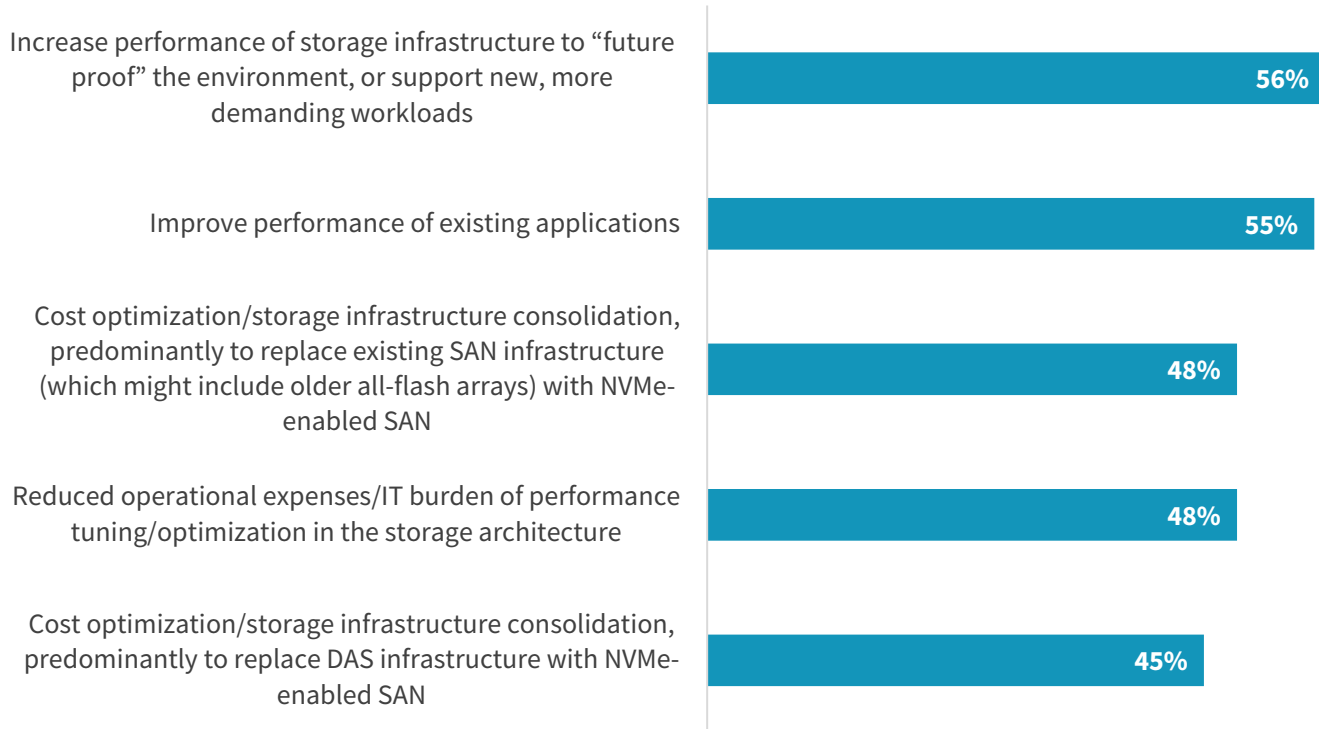 Increase performance of storage infrastructure to “future
proof” the environment, or support new, more
demanding workloads
56%
Improve performance of existing applications
55%
Cost optimization/storage infrastructure consolidation,
predominantly to replace existing SAN infrastructure
(which might include older all-flash arrays) with NVMe-
enabled SAN
48%
Reduced operational expenses/IT burden of performance
tuning/optimization in the storage architecture
48%
Cost optimization/storage infrastructure consolidation,
predominantly to replace DAS infrastructure with NVMe-
enabled SAN
45%